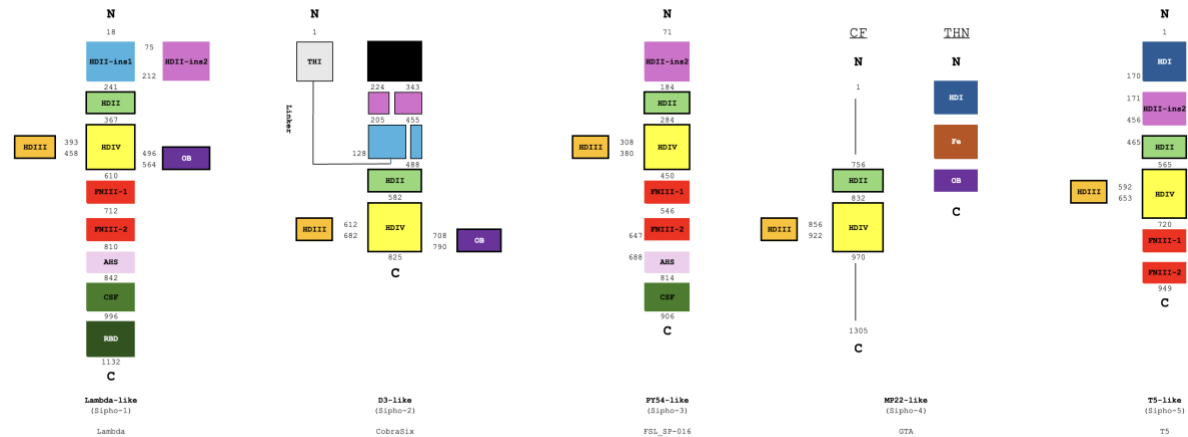 N
18
HDII-ins1
75
212
HDII-ins2
241
HDII
367
HDIII
393
458
HDIV
496
564
OB
610
FNIII-1
712
FNIII-2
810
AHS
842
CSF
996
RBD
1132
C
Lambda-like
(Sipho-1)
Lambda
N
1
THI
Linker
224 343
205 455
128
488
HDII
582
HDIII
612
682
HDIV
708
790
OB
825
C
D3-like
(Sipho-2)
CobraSix
N
71
HDII-ins2
184
HDII
284
HDIII
308
380
HDIV
450
FNIII-1
546
647
FNIII-2
688
AHS
814
CSF
906
C
PY54-like
(Sipho-3)
FSL_SP-016
CF
N
1
756
HDII
832
HDIII
856
922
HDIV
970
1305
C
THN
N
HDI
Fe
OB
C
MP22-like
(Sipho-4)
GTA
N
1
HDI
170
171
HDII-ins2
456
465
HDII
565
HDIII
592
653
HDIV
720
FNIII-1
FNIII-2
949
C
T5-like
(Sipho-5)
T5